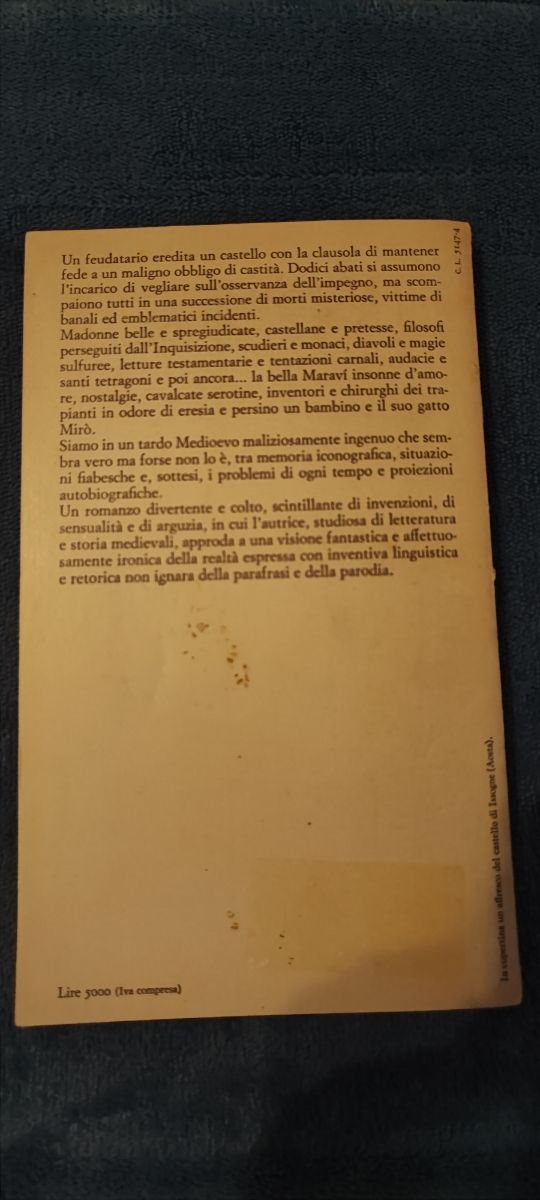 Un feudatario eredita un castello con la clausola di mantener
fede a un maligno obbligo di castità. Dodici abati si assumono
l'incarico di vegliare sull'osservanza dell'impegno, ma scom-
paiono tutti in una successione di morti misteriose, vittime di
banali ed emblematici incidenti.
Madonne belle e spregiudicate, castellane e pretesse, filosofi
perseguiti dall'Inquisizione, scudieri e monaci, diavoli e magie
sulfuree, letture testamentarie e tentazioni carnali, audacie e
santi tetragoni e poi ancora... la bella Maraví insonne d'amo-
re, nostalgie, cavalcate serotine, inventori e chirurghi dei tra-
pianti in odore di eresia e persino un bambino e il suo gatto
Mirò.
Siamo in un tardo Medioevo maliziosamente ingenuo che sem-
bra vero ma forse non lo è, tra memoria iconografica, situazio-
ni fiabesche e, sottesi, i problemi di ogni tempo e proiezioni
autobiografiche.
Un romanzo divertente e colto, scintillante di invenzioni, di
sensualità e di arguzia, in cui l'autrice, studiosa di letteratura
e storia medievali, approda a una visione fantastica e affettuo-
samente ironica della realtà espressa con inventiva linguistica
e retorica non ignara della parafrasi e della parodia.
C. L. 3147-4
In copertina un affresco del castello di Issogne (Aosta).
Lire 5000 (Iva compresa)